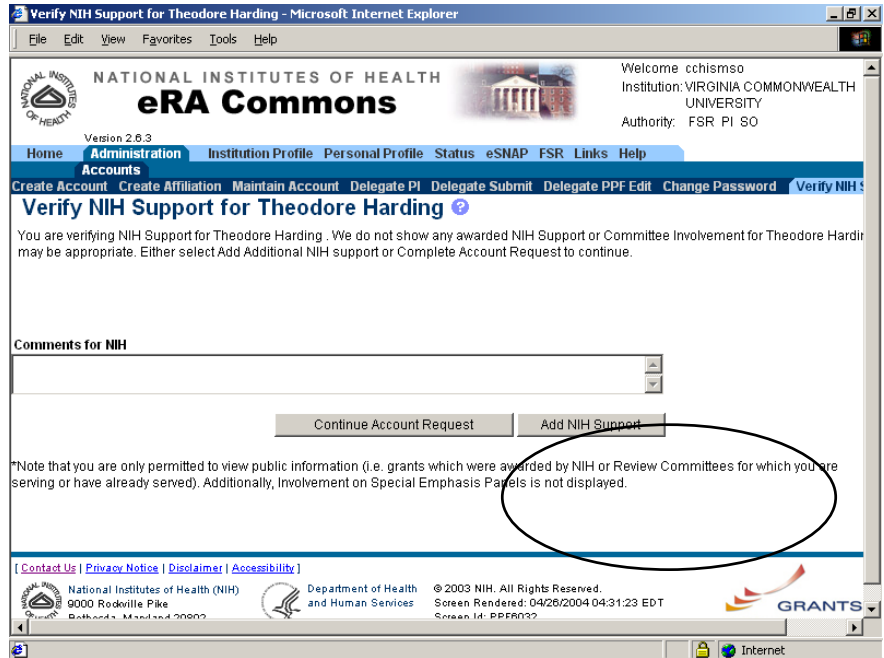 Verify NIH Support for Theodore Harding - Microsoft Internet Explorer
File Edit View Favorites Tools Help
NATIONAL INSTITUTES OF HEALTH
eRA Commons
Version 2.6.3
Welcome cchismso
Institution: VIRGINIA COMMONWEALTH
UNIVERSITY
Authority: FSR PI SO
Home Administration Institution Profile Personal Profile Status eSNAP FSR Links Help
Accounts
Create Account Create Affiliation Maintain Account Delegate PI Delegate Submit Delegate PPF Edit Change Password Verify NIH
Verify NIH Support for Theodore Harding ?
You are verifying NIH Support for Theodore Harding . We do not show any awarded NIH Support or Committee Involvement for Theodore Hardin
may be appropriate. Either select Add Additional NIH support or Complete Account Request to continue.
Comments for NIH
Continue Account Request Add NIH Support
*Note that you are only permitted to view public information (i.e. grants which were awarded by NIH or Review Committees for which you are
serving or have already served). Additionally, Involvement on Special Emphasis Panels is not displayed.
[ Contact Us | Privacy Notice | Disclaimer | Accessibility ]
National Institutes of Health (NIH)
9000 Rockville Pike
Bethesda, Maryland 20892
Department of Health
and Human Services
© 2003 NIH. All Rights Reserved.
Screen Rendered: 04/26/2004 04:31:23 EDT
Screen Id: PPF6032
GRANTS
Internet